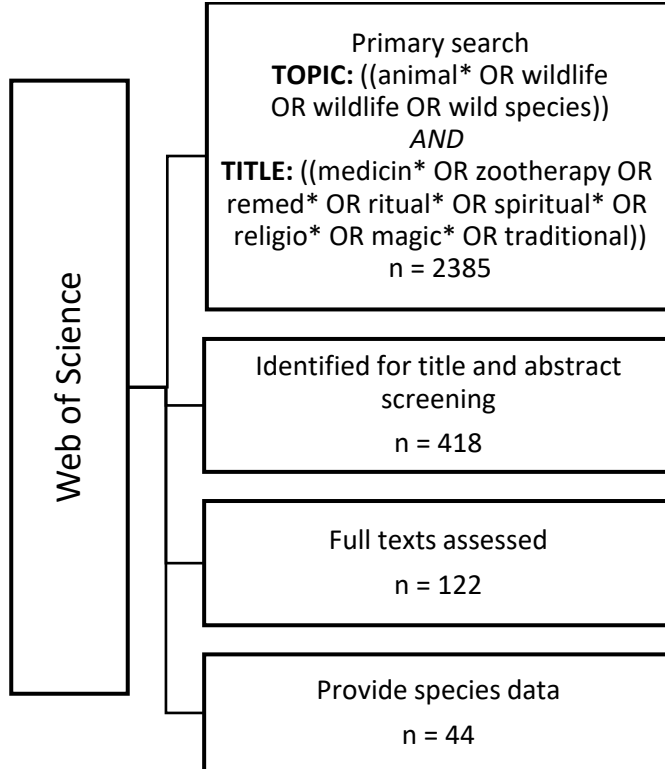 Web of Science
Primary search
TOPIC: ((animal* OR wildlife
OR wildlife OR wild species))
AND
TITLE: ((medicin* OR zootherapy OR
remed* OR ritual* OR spiritual* OR
religio* OR magic* OR traditional))
n = 2385
Identified for title and abstract
screening
n = 418
Full texts assessed
n = 122
Provide species data
n = 44